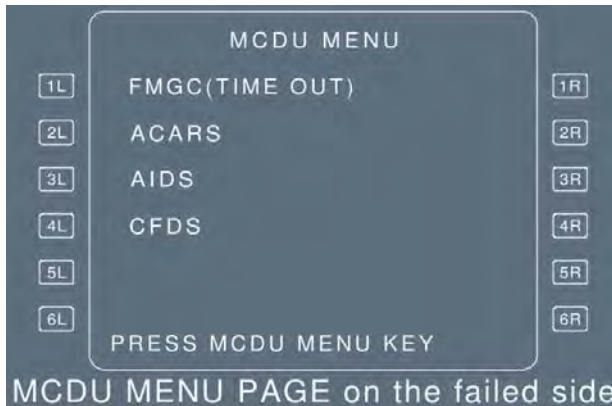 MCDU MENU
1L FMGC(TIME OUT) 1R
2L ACARS 2R
3L AIDS 3R
4L CFDS 4R
5L 5R
6L 6R
PRESS MCDU MENU KEY
MCDU MENU PAGE on the failed side